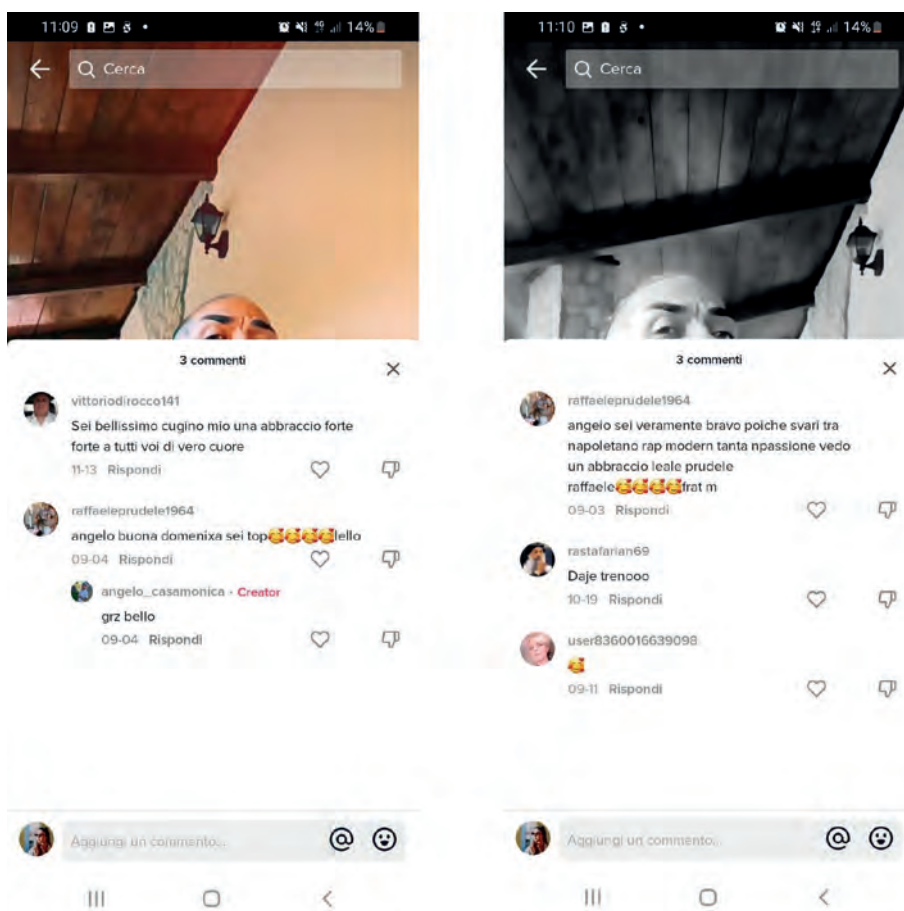 11:09
14%
Cerca
3 commenti
vittoriodirocco141
Sei bellissimo cugino mio una abbraccio forte
forte a tutti voi di vero cuore
11-13 Rispondi
raffaeleprudele1964
angelo buona domenixa sei top🥰🥰🥰🥰lello
09-04 Rispondi
angelo_casamonica · Creator
grz bello
09-04 Rispondi
Aggiungi un commento...
11:10
14%
Cerca
3 commenti
raffaeleprudele1964
angelo sei veramente bravo poiche svari tra
napoletano rap modern tanta npassione vedo
un abbraccio leale prudele
raffaele🥰🥰🥰🥰frat m
09-03 Rispondi
rastafarian69
Daje trenooo
10-19 Rispondi
user8360016639098
🥰
09-11 Rispondi
Aggiungi un commento...